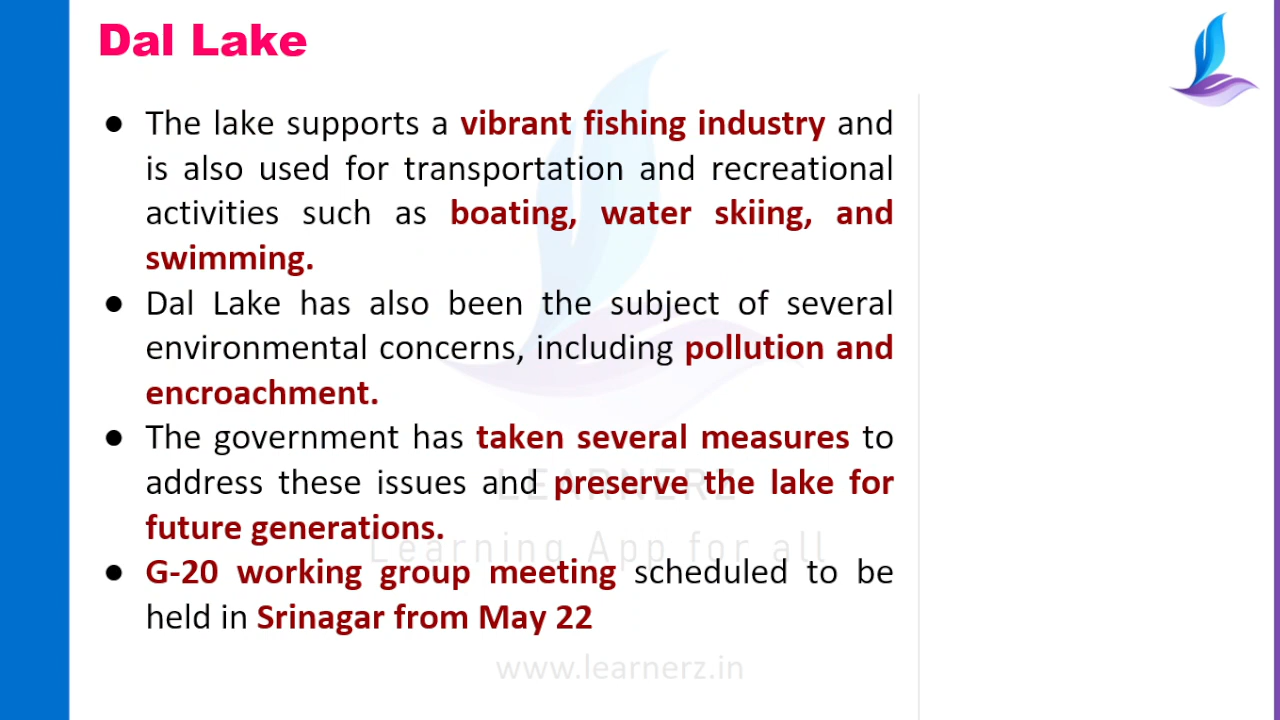 Dal Lake
● The lake supports a vibrant fishing industry and
is also used for transportation and recreational
activities such as boating, water skiing, and
swimming.
● Dal Lake has also been the subject of several
environmental concerns, including pollution and
encroachment.
● The government has taken several measures to
address these issues and preserve the lake for
future generations.
LEARNERZ
Learning App for all
● G-20 working group meeting scheduled to be
held in Srinagar from May 22
www.learnerz.in